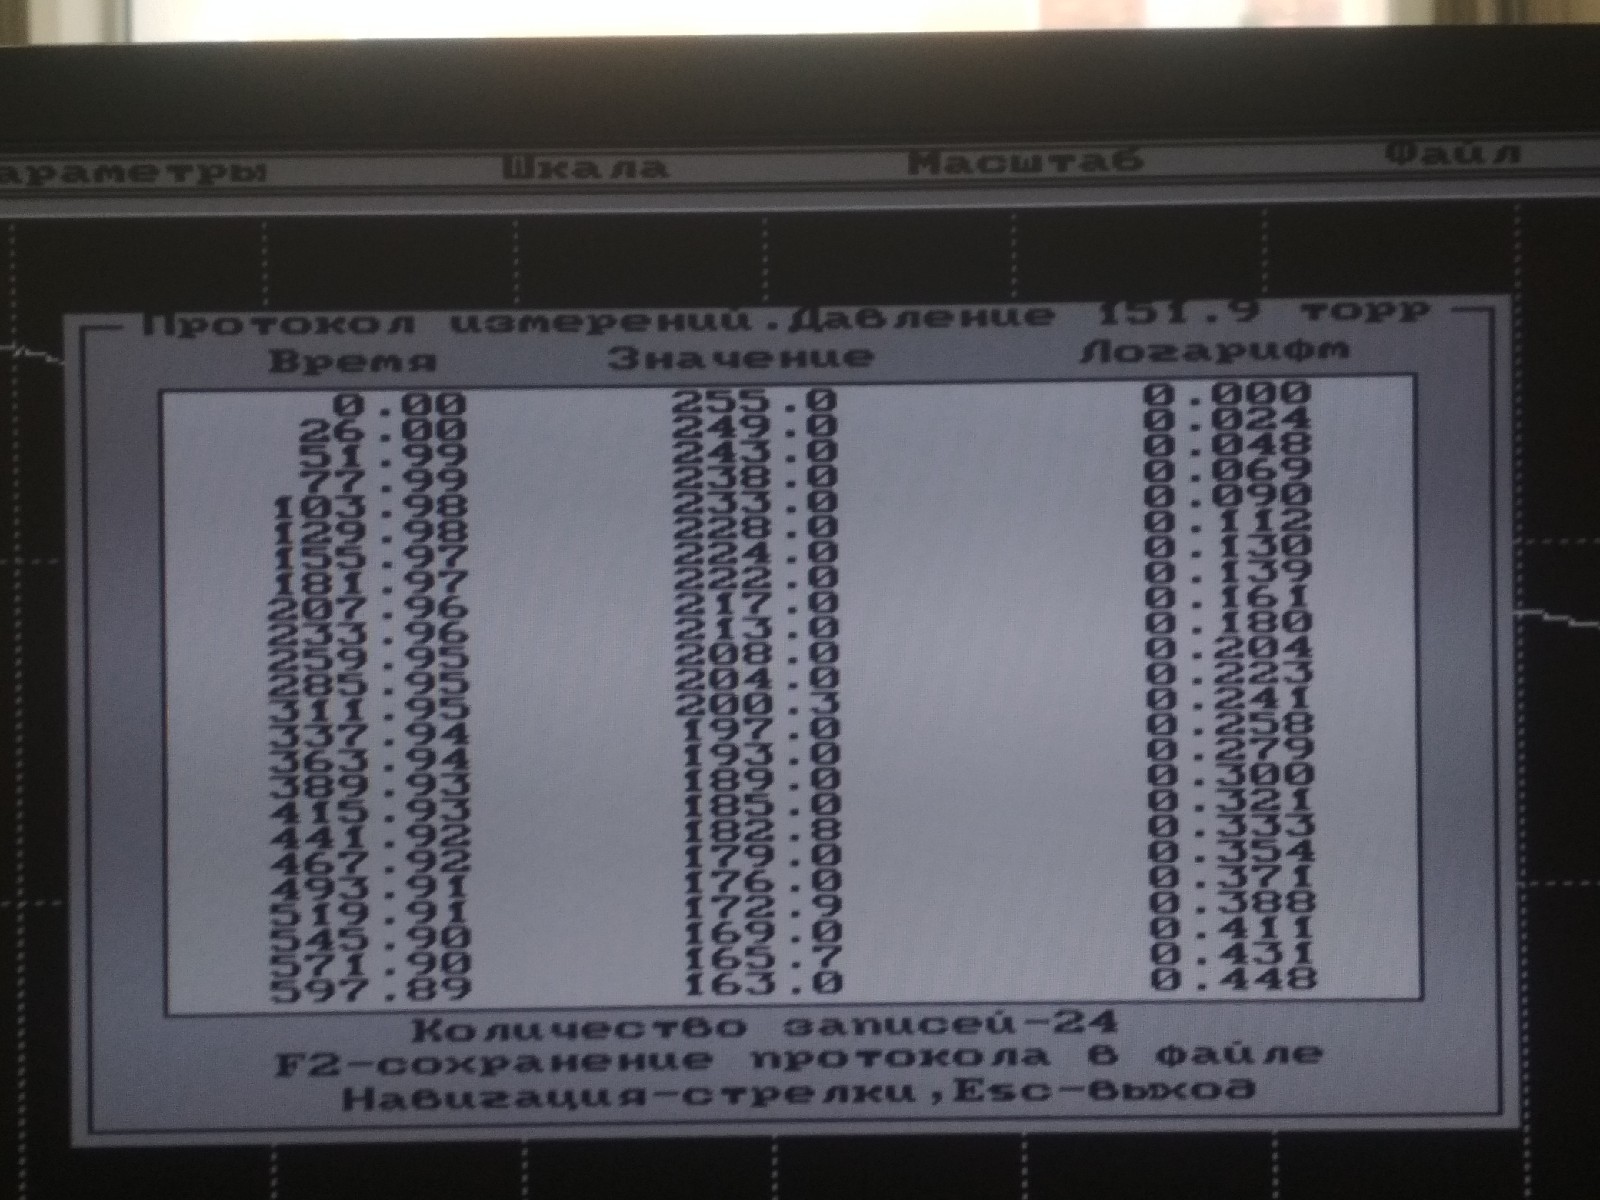 араметры Шкала Масштаб Файл
Протокол измерений.Давление 151.9 торр
Время Значение Логарифм
0.00 255.0 0.000
26.00 249.0 0.024
51.99 243.0 0.048
77.99 238.0 0.069
103.98 233.0 0.090
129.98 228.0 0.112
155.97 224.0 0.130
181.97 222.0 0.139
207.96 217.0 0.161
233.96 213.0 0.180
259.95 208.0 0.204
285.95 204.0 0.223
311.95 200.3 0.241
337.94 197.0 0.258
363.94 193.0 0.279
389.93 189.0 0.300
415.93 185.0 0.321
441.92 182.8 0.333
467.92 179.0 0.354
493.91 176.0 0.371
519.91 172.9 0.388
545.90 169.0 0.411
571.90 165.7 0.431
597.89 163.0 0.448
Количество записей-24
F2-сохранение протокола в файле
Навигация-стрелки,Esc-выход